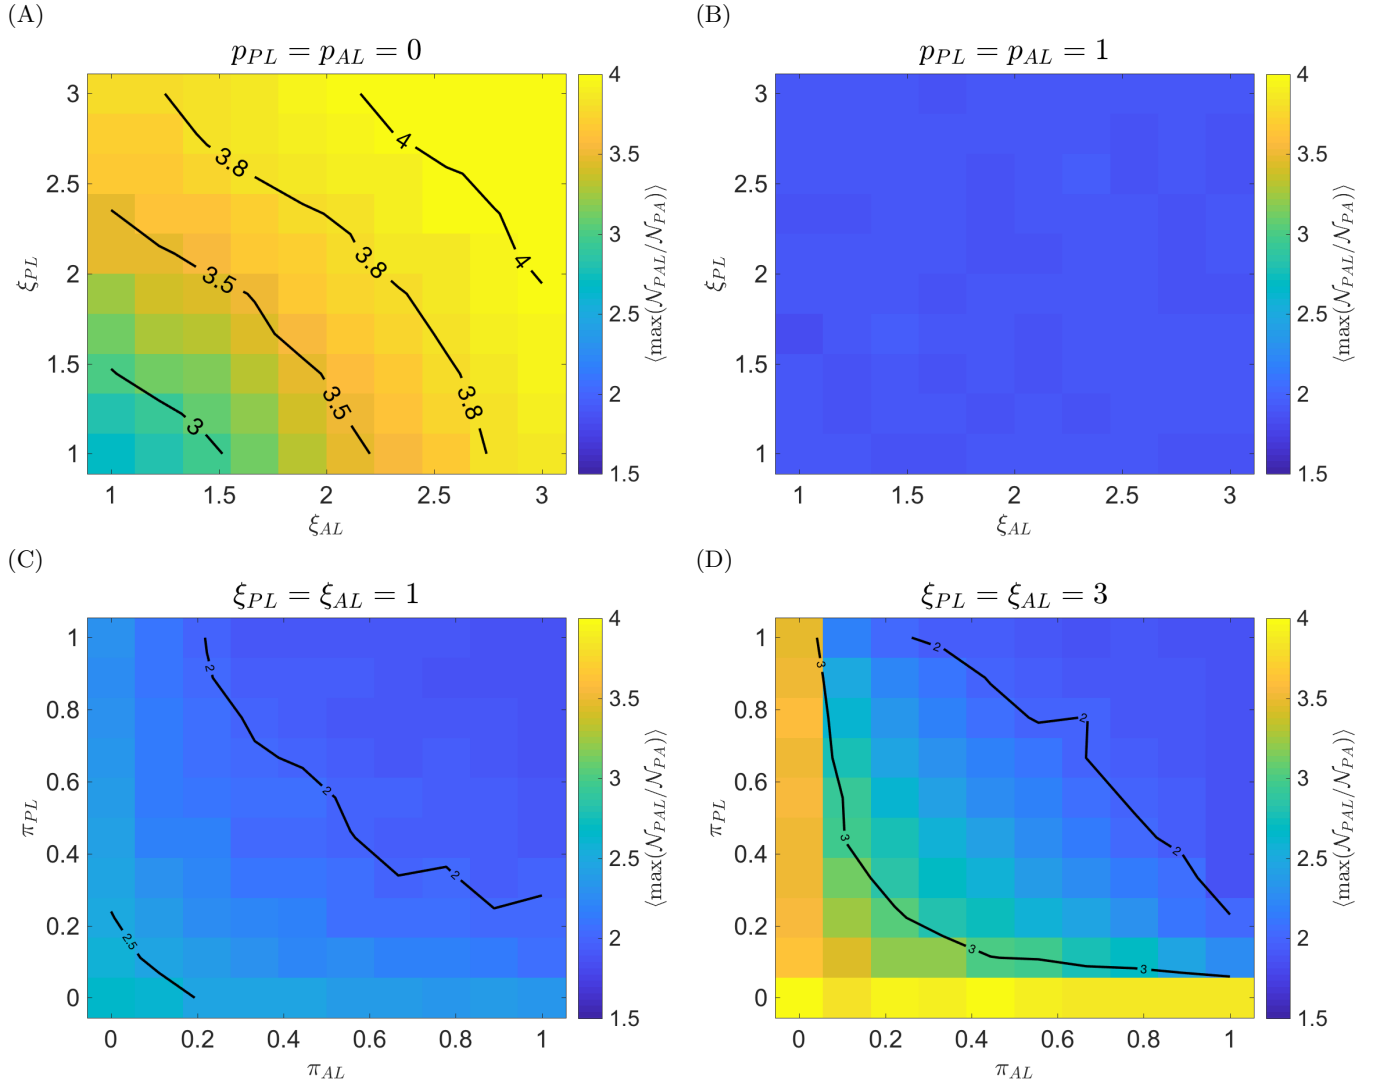 (A)
p_{PL} = p_{AL} = 0
3
2.5
2
1.5
1
ξ_{PL}
1 1.5 2 2.5 3
ξ_{AL}
3.8
4
3.5
3.8
4
3
3.5
3.8
4
3.5
3
2.5
2
1.5
⟨max(𝒩_{PAL}/𝒩_{PA})⟩
(B)
p_{PL} = p_{AL} = 1
3
2.5
2
1.5
1
ξ_{PL}
1 1.5 2 2.5 3
ξ_{AL}
4
3.5
3
2.5
2
1.5
⟨max(𝒩_{PAL}/𝒩_{PA})⟩
(C)
ξ_{PL} = ξ_{AL} = 1
1
0.8
0.6
0.4
0.2
0
π_{PL}
0 0.2 0.4 0.6 0.8 1
π_{AL}
2
2
2
2.5
4
3.5
3
2.5
2
1.5
⟨max(𝒩_{PAL}/𝒩_{PA})⟩
(D)
ξ_{PL} = ξ_{AL} = 3
1
0.8
0.6
0.4
0.2
0
π_{PL}
0 0.2 0.4 0.6 0.8 1
π_{AL}
2
3
2
3
2
3
3
4
3.5
3
2.5
2
1.5
⟨max(𝒩_{PAL}/𝒩_{PA})⟩